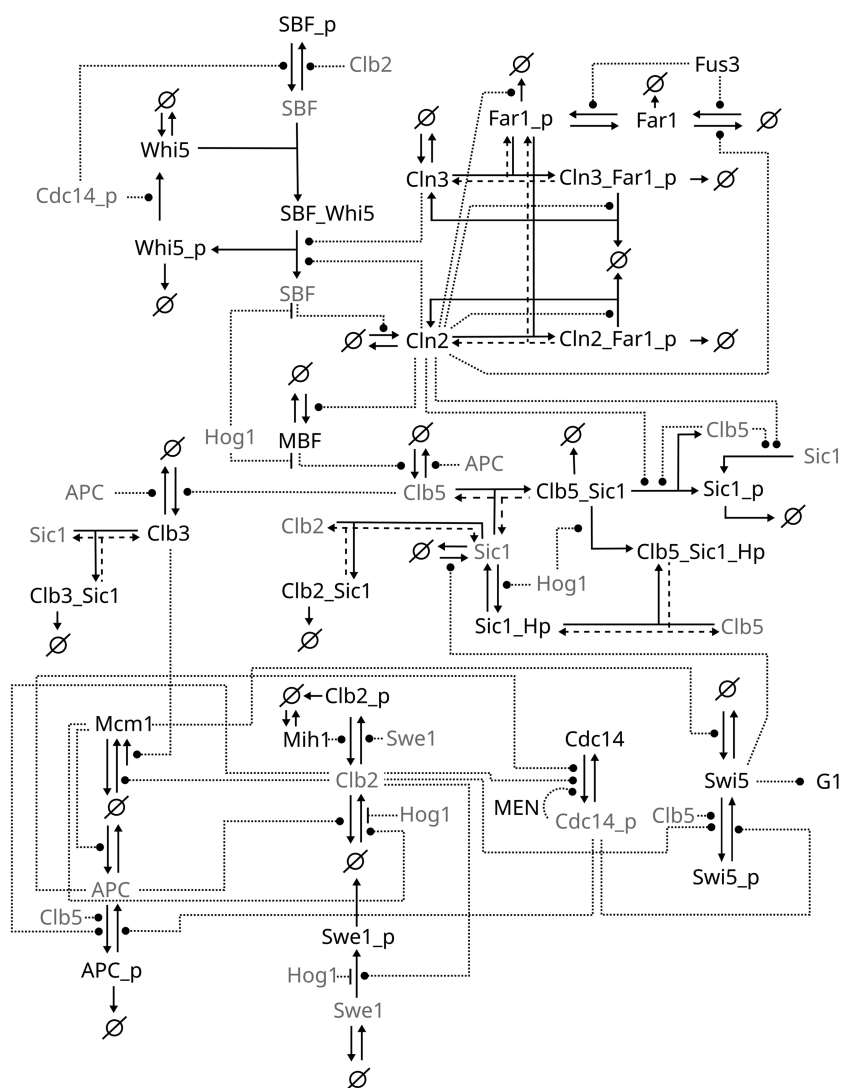 SBF_p
Clb2
SBF
Fus3
Far1_p
Far1
Whi5
Cln3
Cln3_Far1_p
Cdc14_p
SBF_Whi5
Whi5_p
SBF
Cln2
Cln2_Far1_p
Hog1
MBF
Clb5
Sic1
APC
APC
Clb5
Clb5_Sic1
Sic1_p
Sic1
Clb3
Clb2
Sic1
Clb5_Sic1_Hp
Clb3_Sic1
Clb2_Sic1
Hog1
Sic1_Hp
Clb5
Clb2_p
Mcm1
Mih1
Swe1
Cdc14
Clb2
Swi5
G1
MEN
Hog1
Cdc14_p
Clb5
APC
Swi5_p
Clb5
Swe1_p
APC_p
Hog1
Swe1